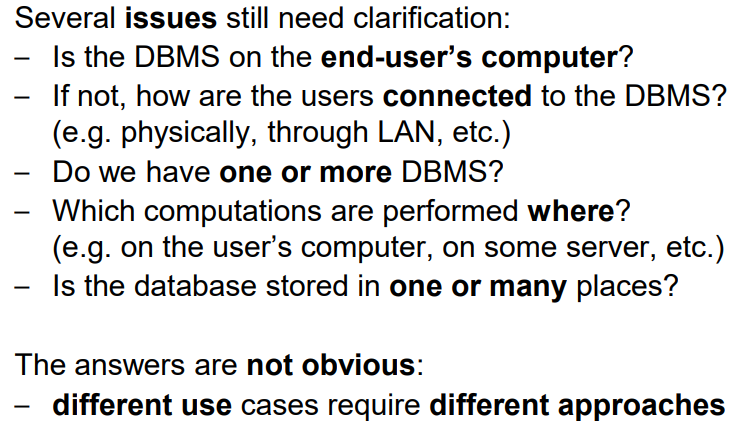 Several issues still need clarification:
– Is the DBMS on the end-user’s computer?
– If not, how are the users connected to the DBMS?
(e.g. physically, through LAN, etc.)
– Do we have one or more DBMS?
– Which computations are performed where?
(e.g. on the user’s computer, on some server, etc.)
– Is the database stored in one or many places?
The answers are not obvious:
– different use cases require different approaches